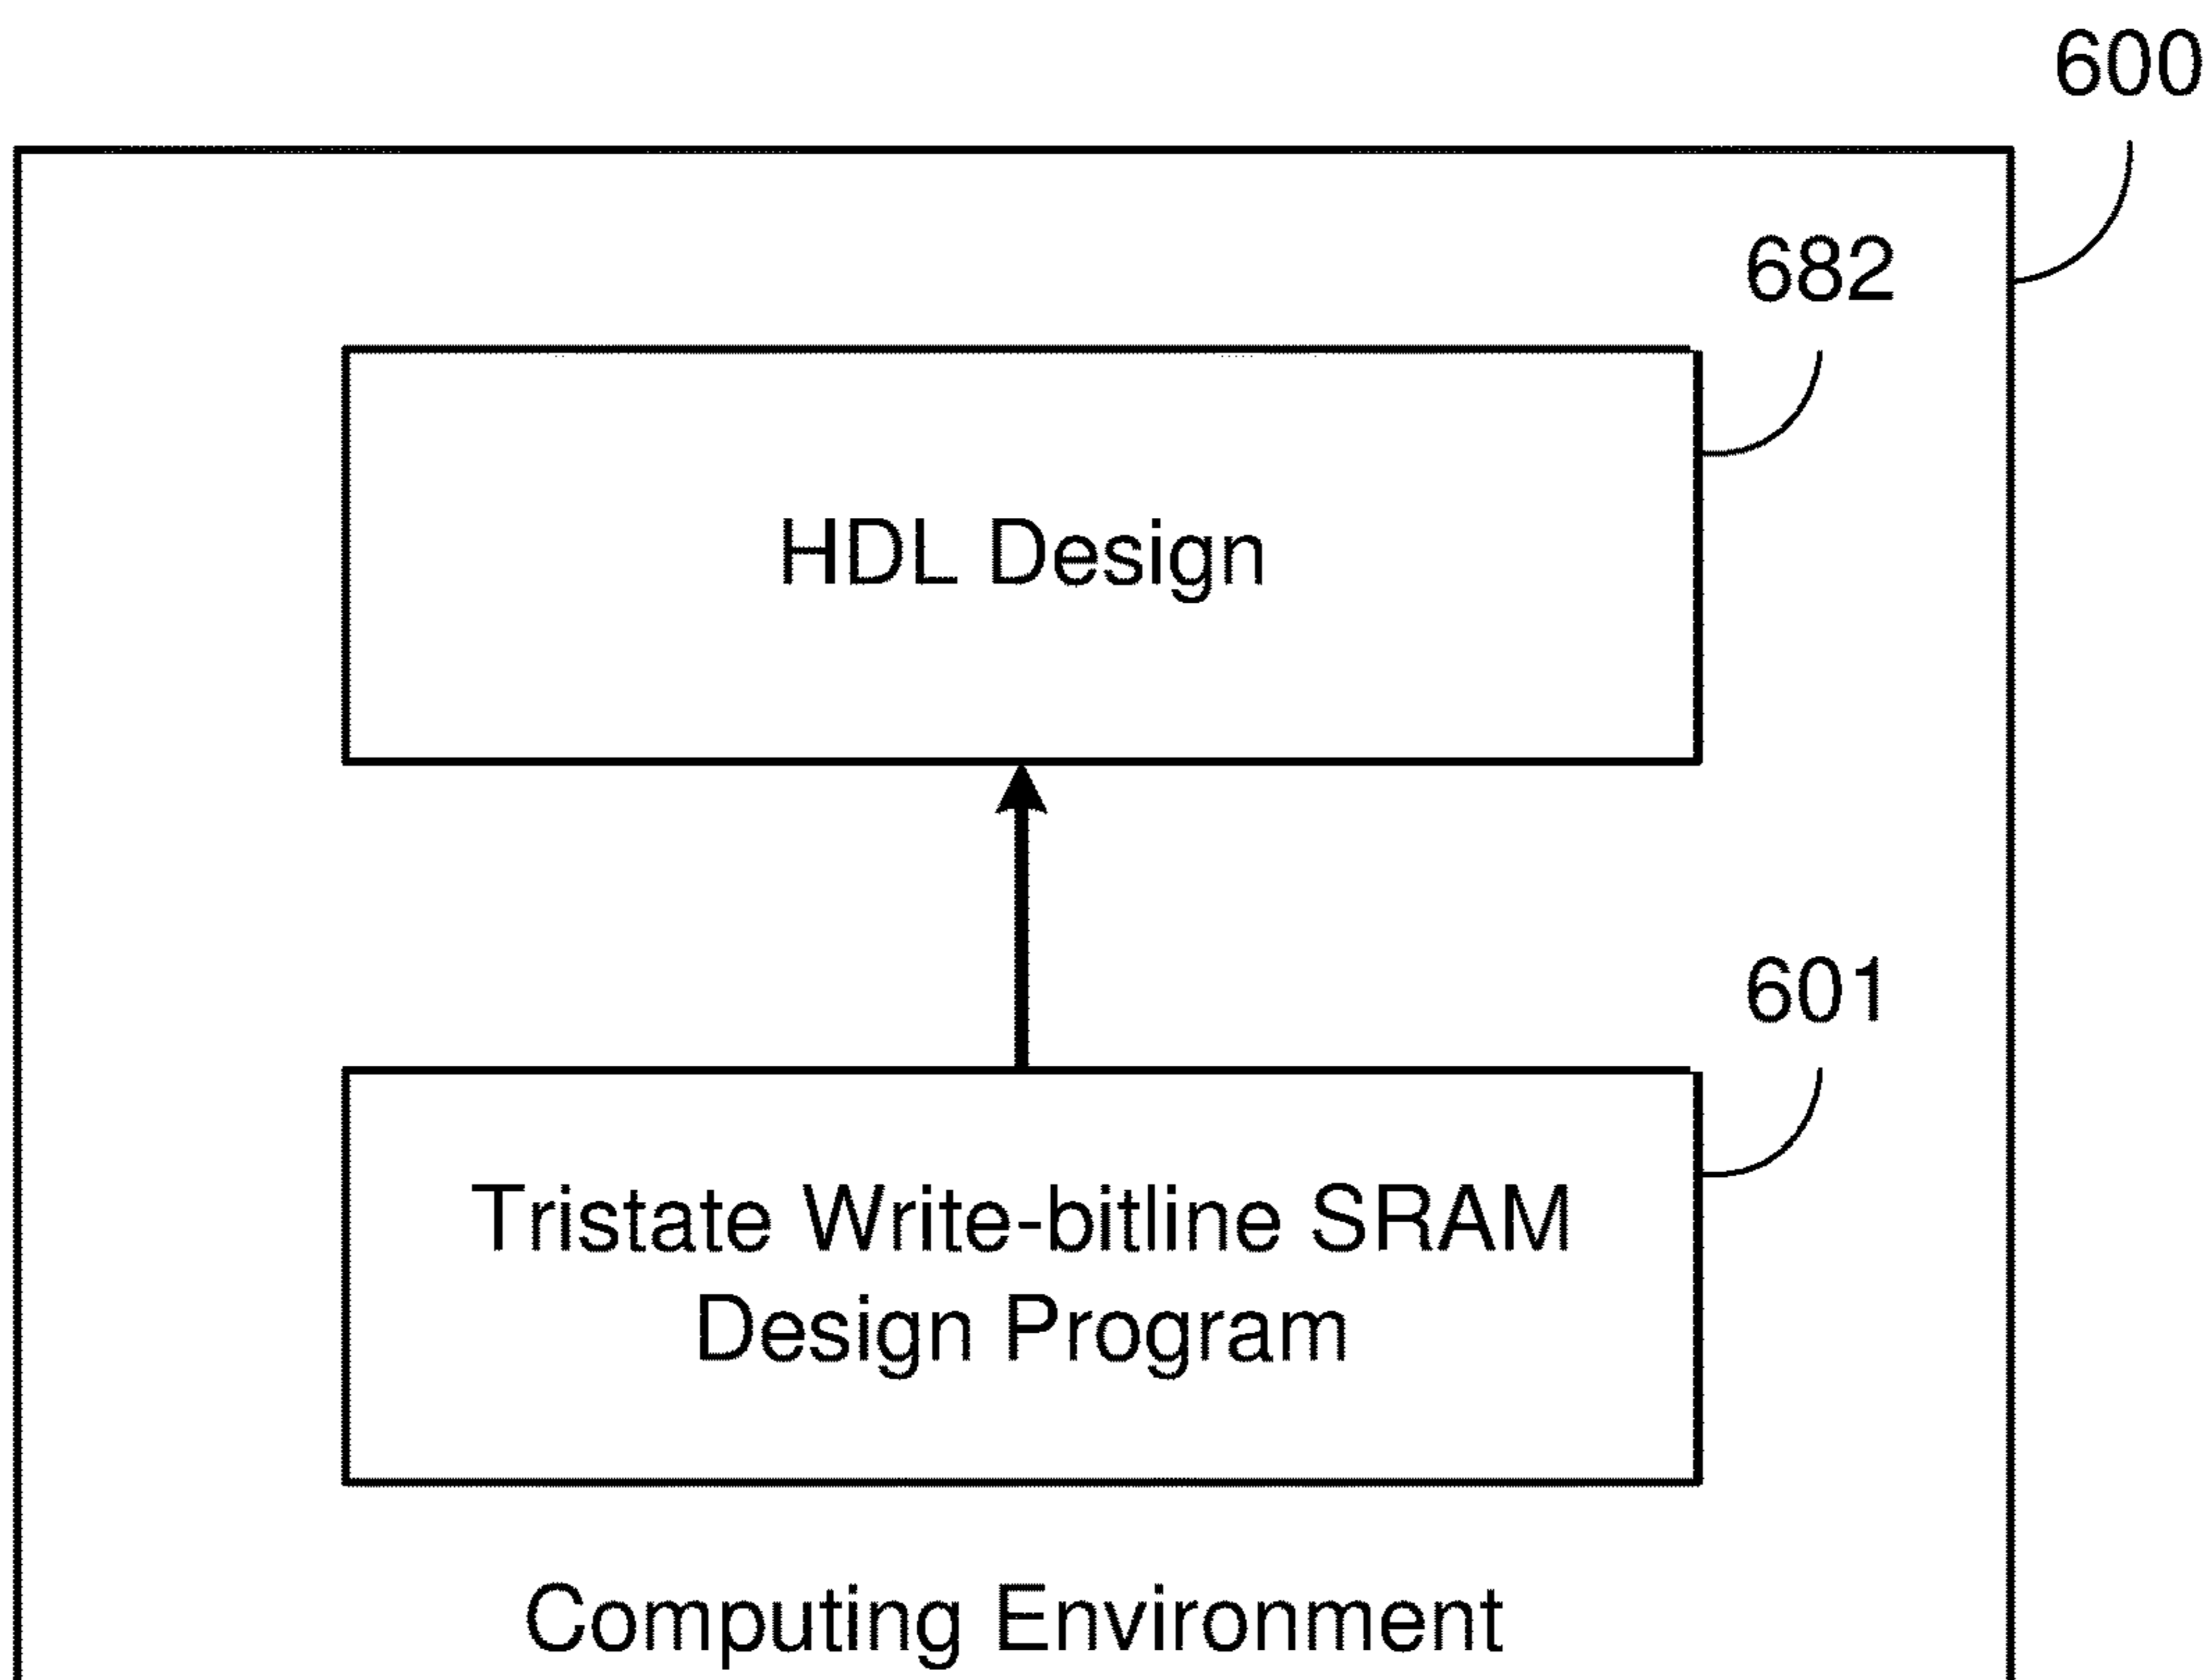 600
682
HDL Design
601
Tristate Write-bitline SRAM
Design Program
Computing Environment